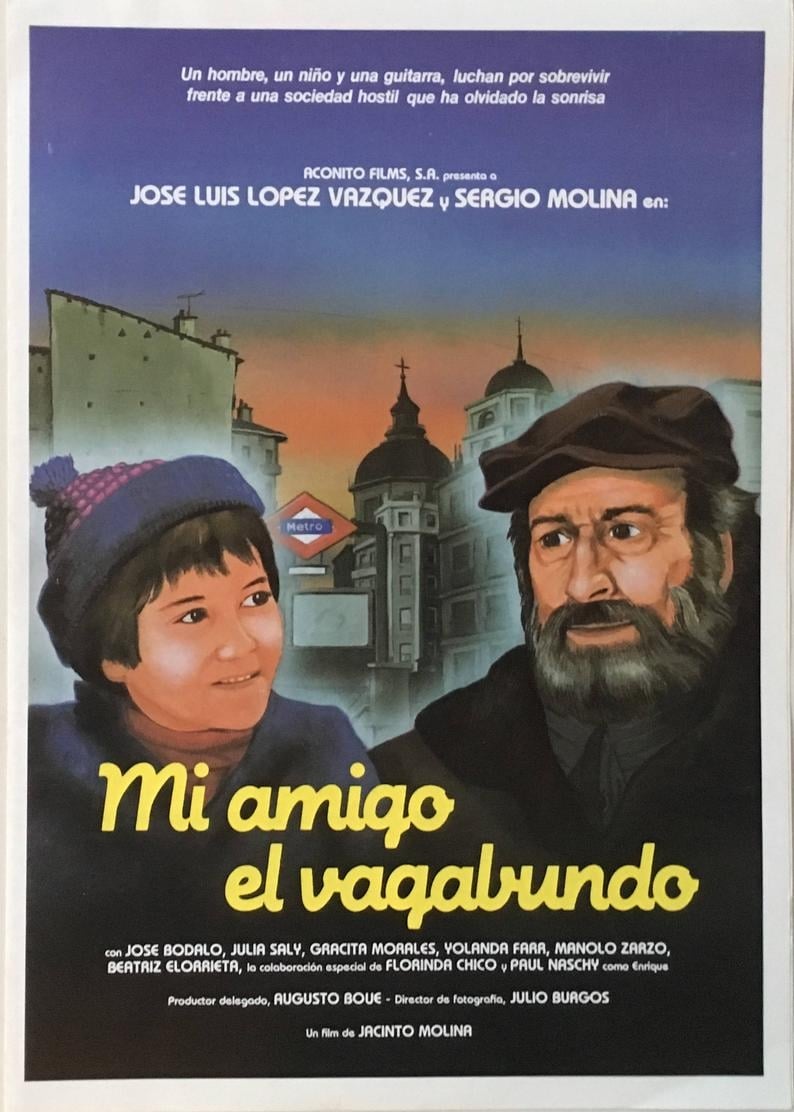 Un hombre, un niño y una guitarra, luchan por sobrevivir
frente a una sociedad hostil que ha olvidado la sonrisa
ACONITO FILMS, S.A. presenta a
JOSE LUIS LOPEZ VAZQUEZ y SERGIO MOLINA en:
Metro
Mi amigo
el vagabundo
con JOSE BODALO, JULIA SALY, GRACITA MORALES, YOLANDA FARR, MANOLO ZARZO,
BEATRIZ ELORRIETA, la colaboración especial de FLORINDA CHICO y PAUL NASCHY como Enrique
Productor delegado, AUGUSTO BOUE - Director de fotografía, JULIO BURGOS
Un film de JACINTO MOLINA